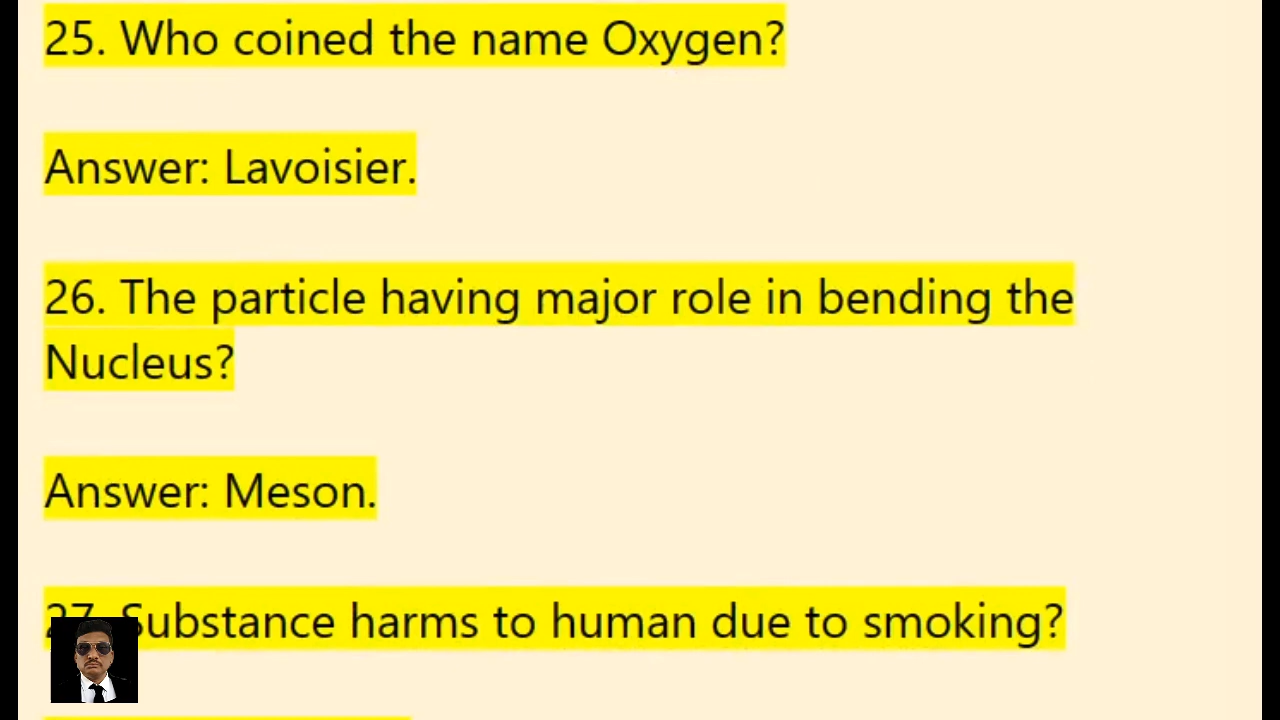 25. Who coined the name Oxygen?
Answer: Lavoisier.
26. The particle having major role in bending the
Nucleus?
Answer: Meson.
27. Substance harms to human due to smoking?